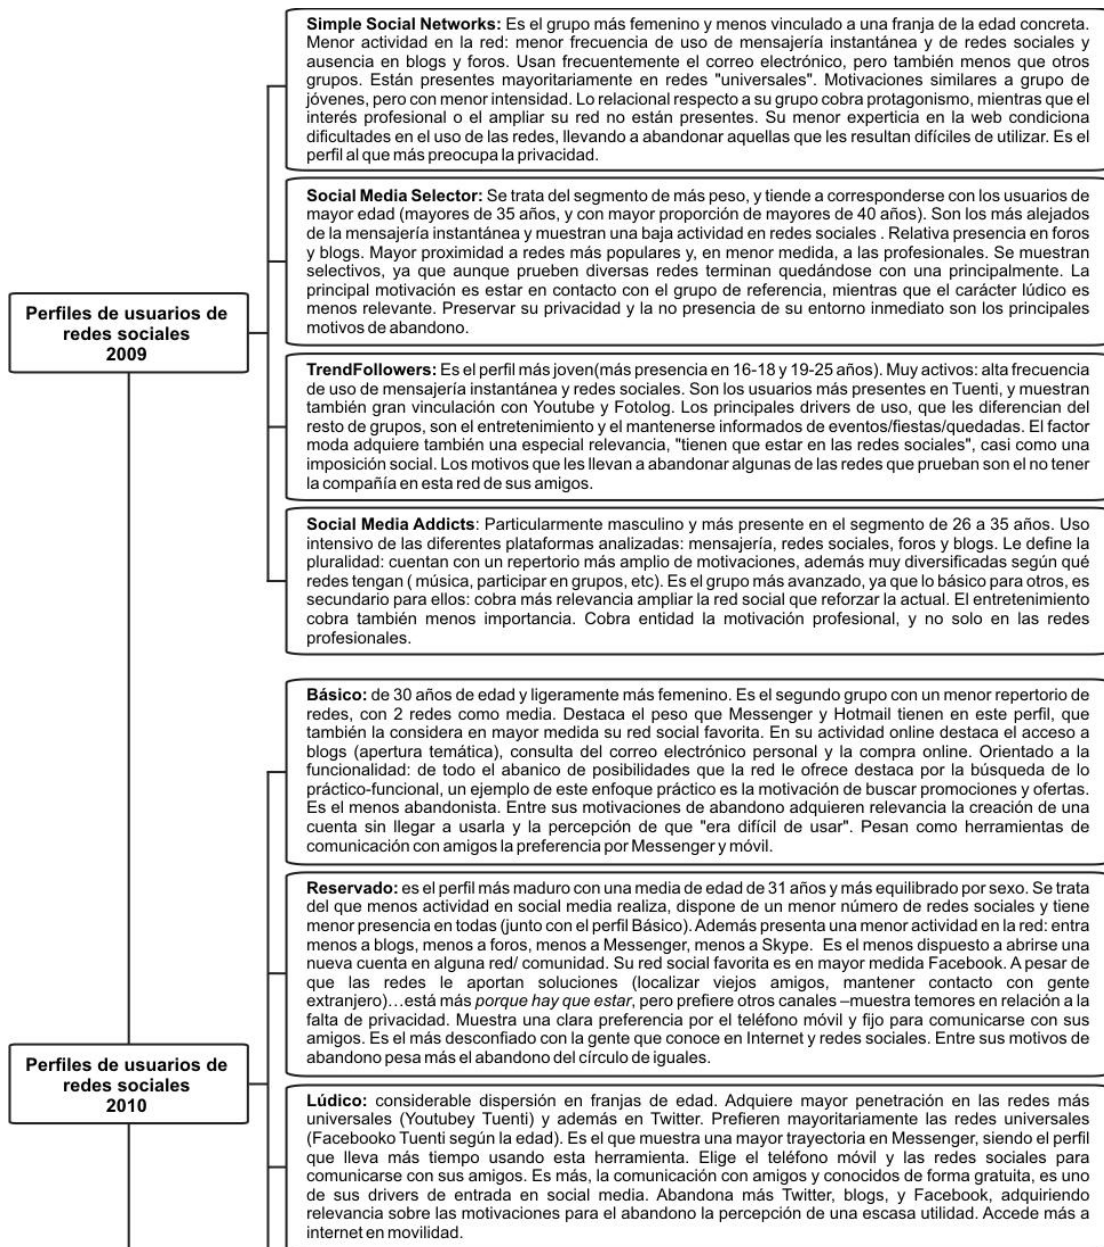 Simple Social Networks: Es el grupo más femenino y menos vinculado a una franja de la edad concreta.
Menor actividad en la red: menor frecuencia de uso de mensajería instantánea y de redes sociales y
ausencia en blogs y foros. Usan frecuentemente el correo electrónico, pero también menos que otros
grupos. Están presentes mayoritariamente en redes "universales". Motivaciones similares a grupo de
jóvenes, pero con menor intensidad. Lo relacional respecto a su grupo cobra protagonismo, mientras que el
interés profesional o el ampliar su red no están presentes. Su menor experticia en la web condiciona
dificultades en el uso de las redes, llevando a abandonar aquellas que les resultan difíciles de utilizar. Es el
perfil al que más preocupa la privacidad.
Social Media Selector: Se trata del segmento de más peso, y tiende a corresponderse con los usuarios de
mayor edad (mayores de 35 años, y con mayor proporción de mayores de 40 años). Son los más alejados
de la mensajería instantánea y muestran una baja actividad en redes sociales . Relativa presencia en foros
y blogs. Mayor proximidad a redes más populares y, en menor medida, a las profesionales. Se muestran
selectivos, ya que aunque prueben diversas redes terminan quedándose con una principalmente. La
principal motivación es estar en contacto con el grupo de referencia, mientras que el carácter lúdico es
menos relevante. Preservar su privacidad y la no presencia de su entorno inmediato son los principales
motivos de abandono.
Perfiles de usuarios de
redes sociales
2009
TrendFollowers: Es el perfil más joven(más presencia en 16-18 y 19-25 años). Muy activos: alta frecuencia
de uso de mensajería instantánea y redes sociales. Son los usuarios más presentes en Tuenti, y muestran
también gran vinculación con Youtube y Fotolog. Los principales drivers de uso, que les diferencian del
resto de grupos, son el entretenimiento y el mantenerse informados de eventos/fiestas/quedadas. El factor
moda adquiere también una especial relevancia, "tienen que estar en las redes sociales", casi como una
imposición social. Los motivos que les llevan a abandonar algunas de las redes que prueban son el no tener
la compañía en esta red de sus amigos.
Social Media Addicts: Particularmente masculino y más presente en el segmento de 26 a 35 años. Uso
intensivo de las diferentes plataformas analizadas: mensajería, redes sociales, foros y blogs. Le define la
pluralidad: cuentan con un repertorio más amplio de motivaciones, además muy diversificadas según qué
redes tengan ( música, participar en grupos, etc). Es el grupo más avanzado, ya que lo básico para otros, es
secundario para ellos: cobra más relevancia ampliar la red social que reforzar la actual. El entretenimiento
cobra también menos importancia. Cobra entidad la motivación profesional, y no solo en las redes
profesionales.
Básico: de 30 años de edad y ligeramente más femenino. Es el segundo grupo con un menor repertorio de
redes, con 2 redes como media. Destaca el peso que Messenger y Hotmail tienen en este perfil, que
también la considera en mayor medida su red social favorita. En su actividad online destaca el acceso a
blogs (apertura temática), consulta del correo electrónico personal y la compra online. Orientado a la
funcionalidad: de todo el abanico de posibilidades que la red le ofrece destaca por la búsqueda de lo
práctico-funcional, un ejemplo de este enfoque práctico es la motivación de buscar promociones y ofertas.
Es el menos abandonista. Entre sus motivaciones de abandono adquieren relevancia la creación de una
cuenta sin llegar a usarla y la percepción de que "era difícil de usar". Pesan como herramientas de
comunicación con amigos la preferencia por Messenger y móvil.
Reservado: es el perfil más maduro con una media de edad de 31 años y más equilibrado por sexo. Se trata
del que menos actividad en social media realiza, dispone de un menor número de redes sociales y tiene
menor presencia en todas (junto con el perfil Básico). Además presenta una menor actividad en la red: entra
menos a blogs, menos a foros, menos a Messenger, menos a Skype. Es el menos dispuesto a abrirse una
nueva cuenta en alguna red/ comunidad. Su red social favorita es en mayor medida Facebook. A pesar de
que las redes le aportan soluciones (localizar viejos amigos, mantener contacto con gente
extranjero)…está más porque hay que estar, pero prefiere otros canales –muestra temores en relación a la
falta de privacidad. Muestra una clara preferencia por el teléfono móvil y fijo para comunicarse con sus
amigos. Es el más desconfiado con la gente que conoce en Internet y redes sociales. Entre sus motivos de
abandono pesa más el abandono del círculo de iguales.
Perfiles de usuarios de
redes sociales
2010
Lúdico: considerable dispersión en franjas de edad. Adquiere mayor penetración en las redes más
universales (Youtubey Tuenti) y además en Twitter. Prefieren mayoritariamente las redes universales
(Facebooko Tuenti según la edad). Es el que muestra una mayor trayectoria en Messenger, siendo el perfil
que lleva más tiempo usando esta herramienta. Elige el teléfono móvil y las redes sociales para
comunicarse con sus amigos. Es más, la comunicación con amigos y conocidos de forma gratuita, es uno
de sus drivers de entrada en social media. Abandona más Twitter, blogs, y Facebook, adquiriendo
relevancia sobre las motivaciones para el abandono la percepción de una escasa utilidad. Accede más a
internet en movilidad.